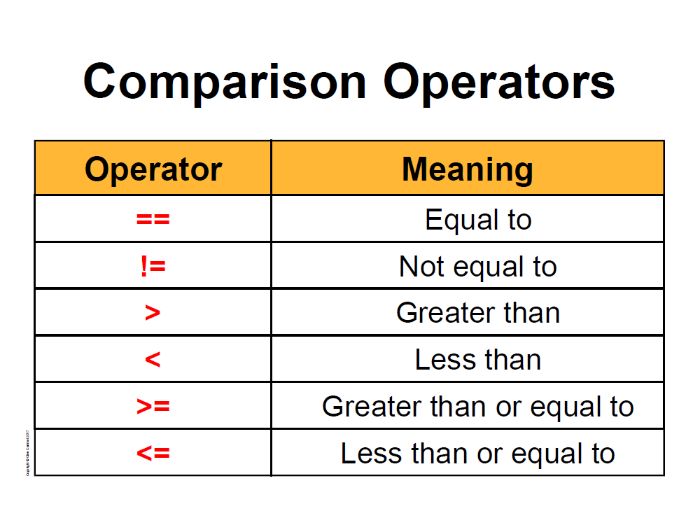 Comparison Operators
Operator Meaning
== Equal to
!= Not equal to
> Greater than
< Less than
>= Greater than or equal to
<= Less than or equal to